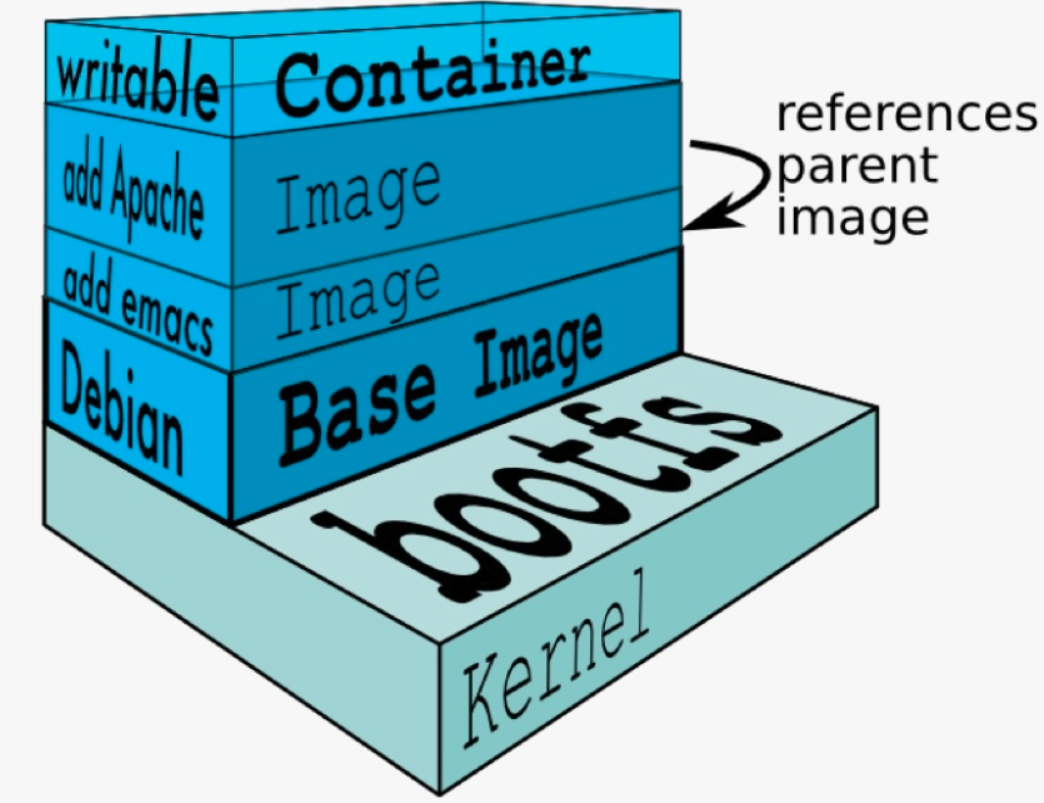 writable Container
add Apache Image
add emacs Image
Debian Base Image
bootfs
Kernel
references
parent
image